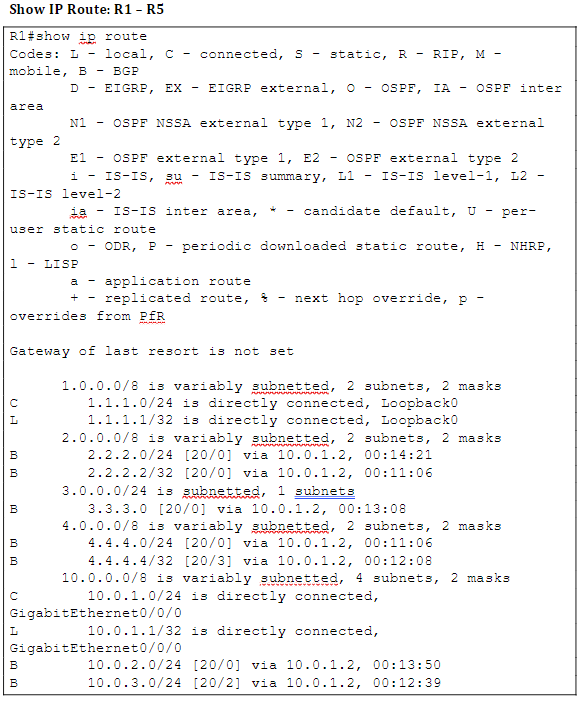 Show IP Route: R1 – R5
R1#show ip route
Codes: L - local, C - connected, S - static, R - RIP, M -
mobile, B - BGP
D - EIGRP, EX - EIGRP external, O - OSPF, IA - OSPF inter
area
N1 - OSPF NSSA external type 1, N2 - OSPF NSSA external
type 2
E1 - OSPF external type 1, E2 - OSPF external type 2
i - IS-IS, su - IS-IS summary, L1 - IS-IS level-1, L2 -
IS-IS level-2
ia - IS-IS inter area, * - candidate default, U - per-
user static route
o - ODR, P - periodic downloaded static route, H - NHRP,
l - LISP
a - application route
+ - replicated route, % - next hop override, p -
overrides from PfR
Gateway of last resort is not set
1.0.0.0/8 is variably subnetted, 2 subnets, 2 masks
C 1.1.1.0/24 is directly connected, Loopback0
L 1.1.1.1/32 is directly connected, Loopback0
2.0.0.0/8 is variably subnetted, 2 subnets, 2 masks
B 2.2.2.0/24 [20/0] via 10.0.1.2, 00:14:21
B 2.2.2.2/32 [20/0] via 10.0.1.2, 00:11:06
3.0.0.0/24 is subnetted, 1 subnets
B 3.3.3.0 [20/0] via 10.0.1.2, 00:13:08
4.0.0.0/8 is variably subnetted, 2 subnets, 2 masks
B 4.4.4.0/24 [20/0] via 10.0.1.2, 00:11:06
B 4.4.4.4/32 [20/3] via 10.0.1.2, 00:12:08
10.0.0.0/8 is variably subnetted, 4 subnets, 2 masks
C 10.0.1.0/24 is directly connected,
GigabitEthernet0/0/0
L 10.0.1.1/32 is directly connected,
GigabitEthernet0/0/0
B 10.0.2.0/24 [20/0] via 10.0.1.2, 00:13:50
B 10.0.3.0/24 [20/2] via 10.0.1.2, 00:12:39